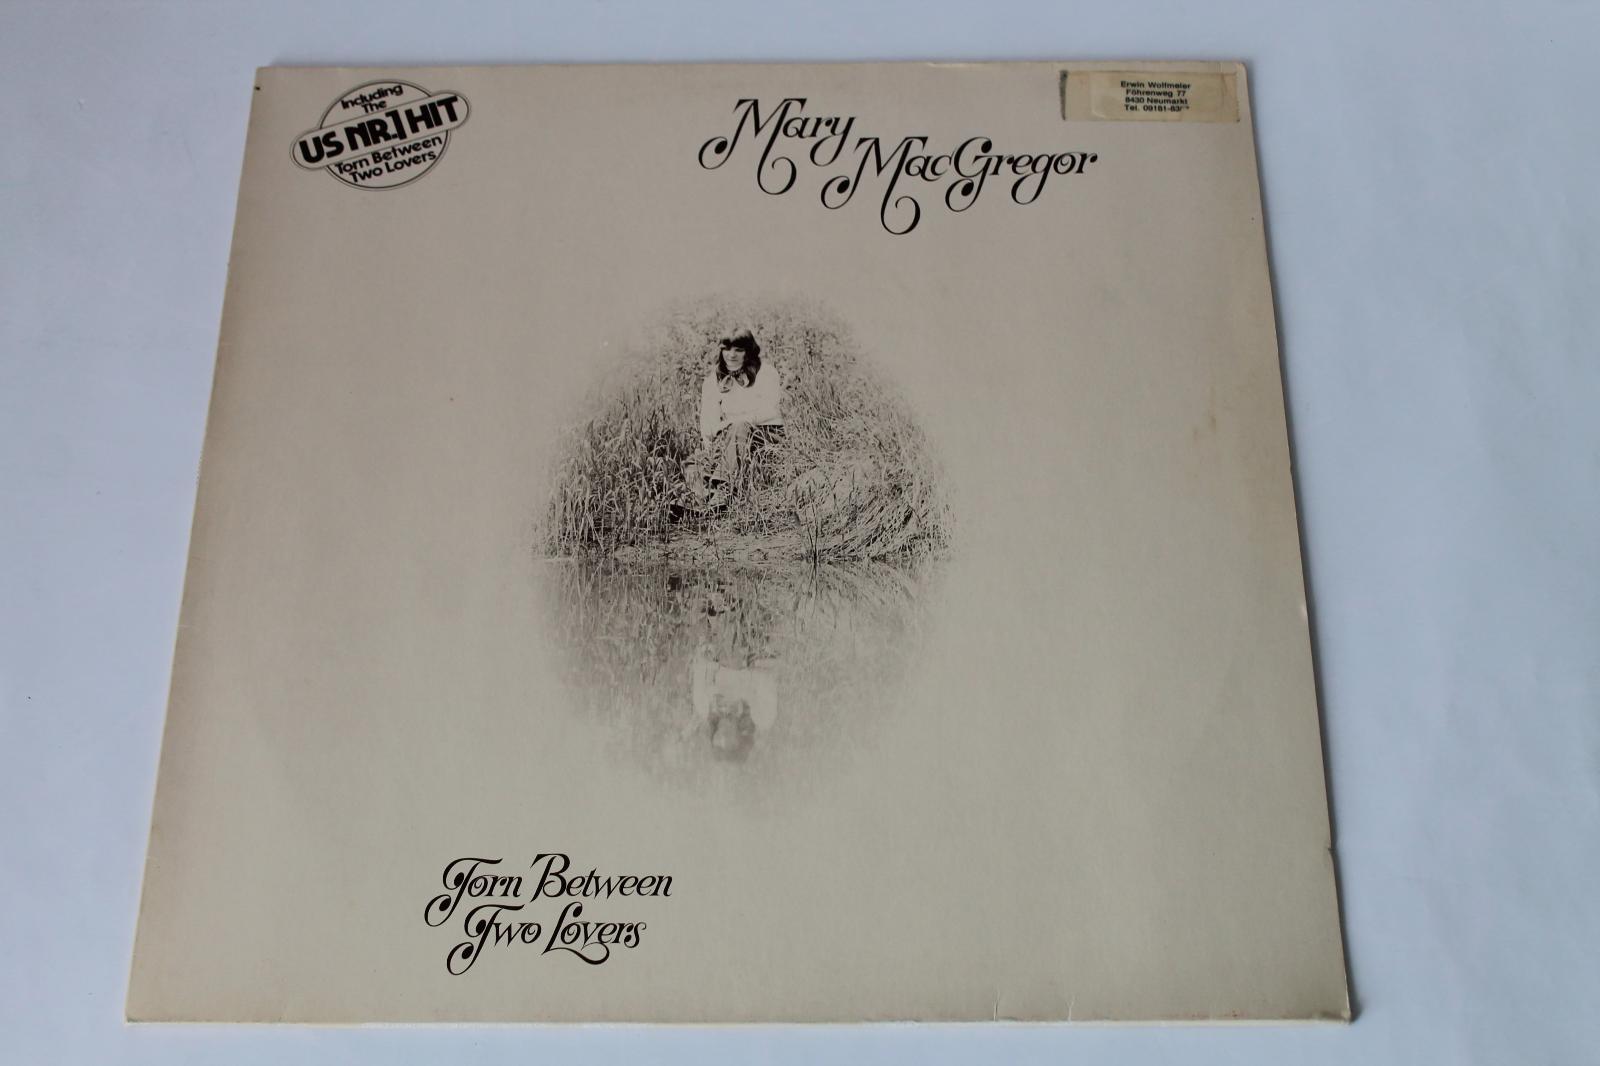 Including
The
US NR.1 HIT
Torn Between
Two Lovers
Mary
MacGregor
Erwin Wolfmeier
Föhrenweg 77
8430 Neumarkt
Tel.
Torn Between
Two Lovers